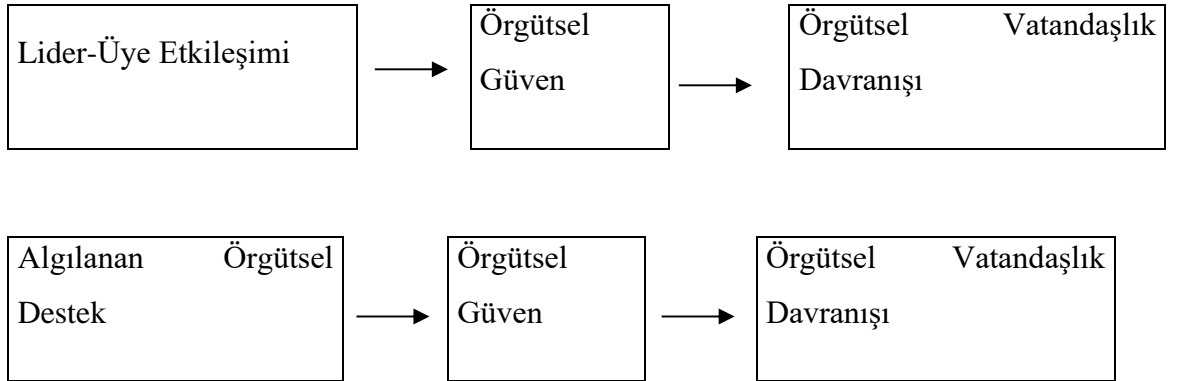 Lider-Üye Etkileşimi
Örgütsel
Güven
Örgütsel Vatandaşlık
Davranışı
Algılanan Örgütsel
Destek
Örgütsel
Güven
Örgütsel Vatandaşlık
Davranışı